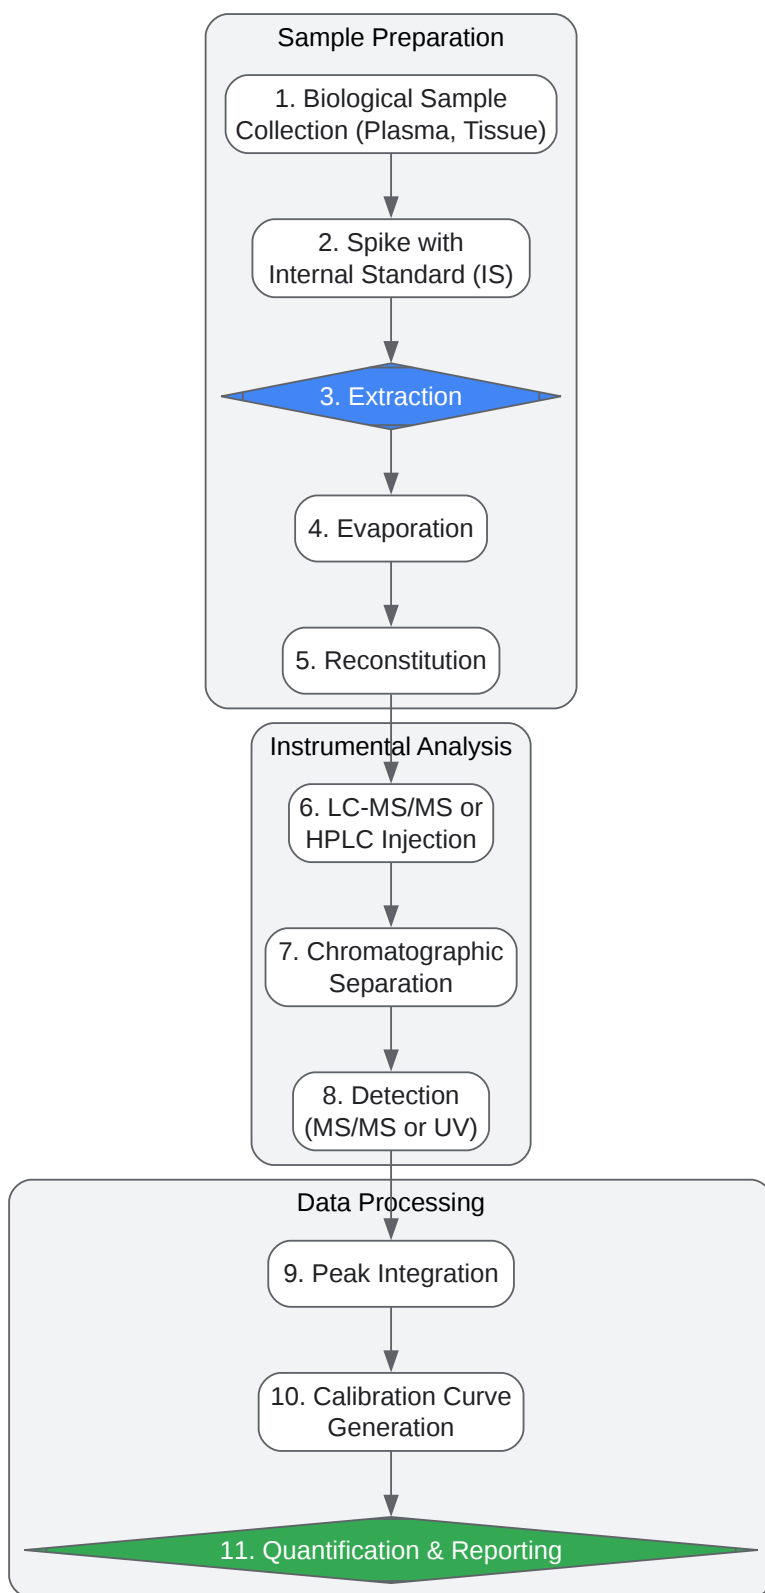 Sample Preparation
1. Biological Sample
Collection (Plasma, Tissue)
2. Spike with
Internal Standard (IS)
3. Extraction
4. Evaporation
5. Reconstitution
Instrumental Analysis
6. LC-MS/MS or
HPLC Injection
7. Chromatographic
Separation
8. Detection
(MS/MS or UV)
Data Processing
9. Peak Integration
10. Calibration Curve
Generation
11. Quantification & Reporting